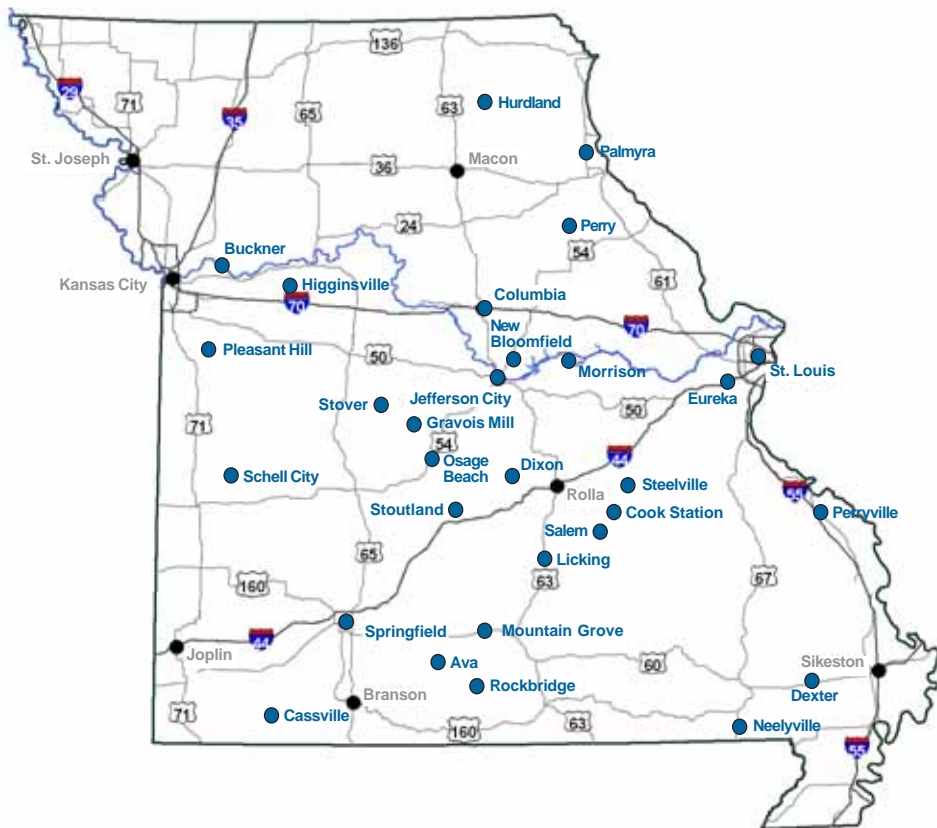 136
29
71
35
65
63
Hurdland
St. Joseph
36
Macon
Palmyra
24
Perry
54
Buckner
Kansas City
Higginsville
61
70
Columbia
70
New
Bloomfield
Pleasant Hill
50
Morrison
St. Louis
Jefferson City
Eureka
Stover
50
Gravois Mill
71
54
Osage
Beach
Dixon
44
Schell City
Rolla
Steelville
55
Stoutland
Cook Station
Perryville
Salem
65
Licking
160
63
67
Springfield
Mountain Grove
44
Joplin
Ava
60
Sikeston
Branson
Rockbridge
Dexter
71
Cassville
160
63
Neelyville
55